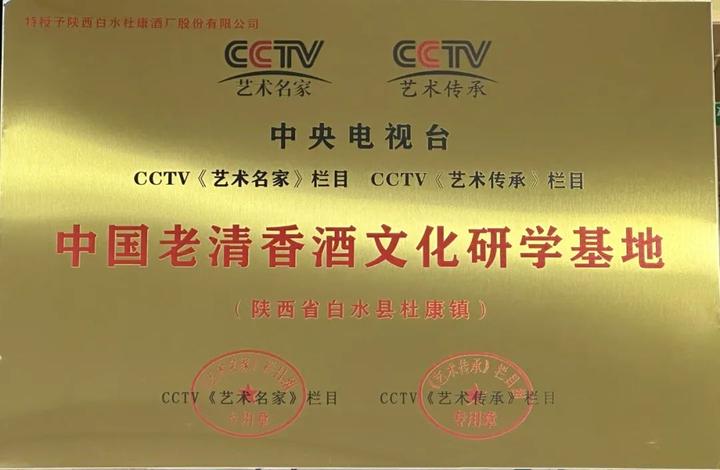 特授予陕西白水杜康酒厂股份有限公司
CCTV CCTV
艺术名家 艺术传承
中央电视台
CCTV《艺术名家》栏目 CCTV《艺术传承》栏目
中国老清香酒文化研学基地
（陕西省白水县杜康镇）
《艺术传承》栏目
CCTV《艺术名家》栏目 CCTV《艺术传承》栏目
专用章 专用章